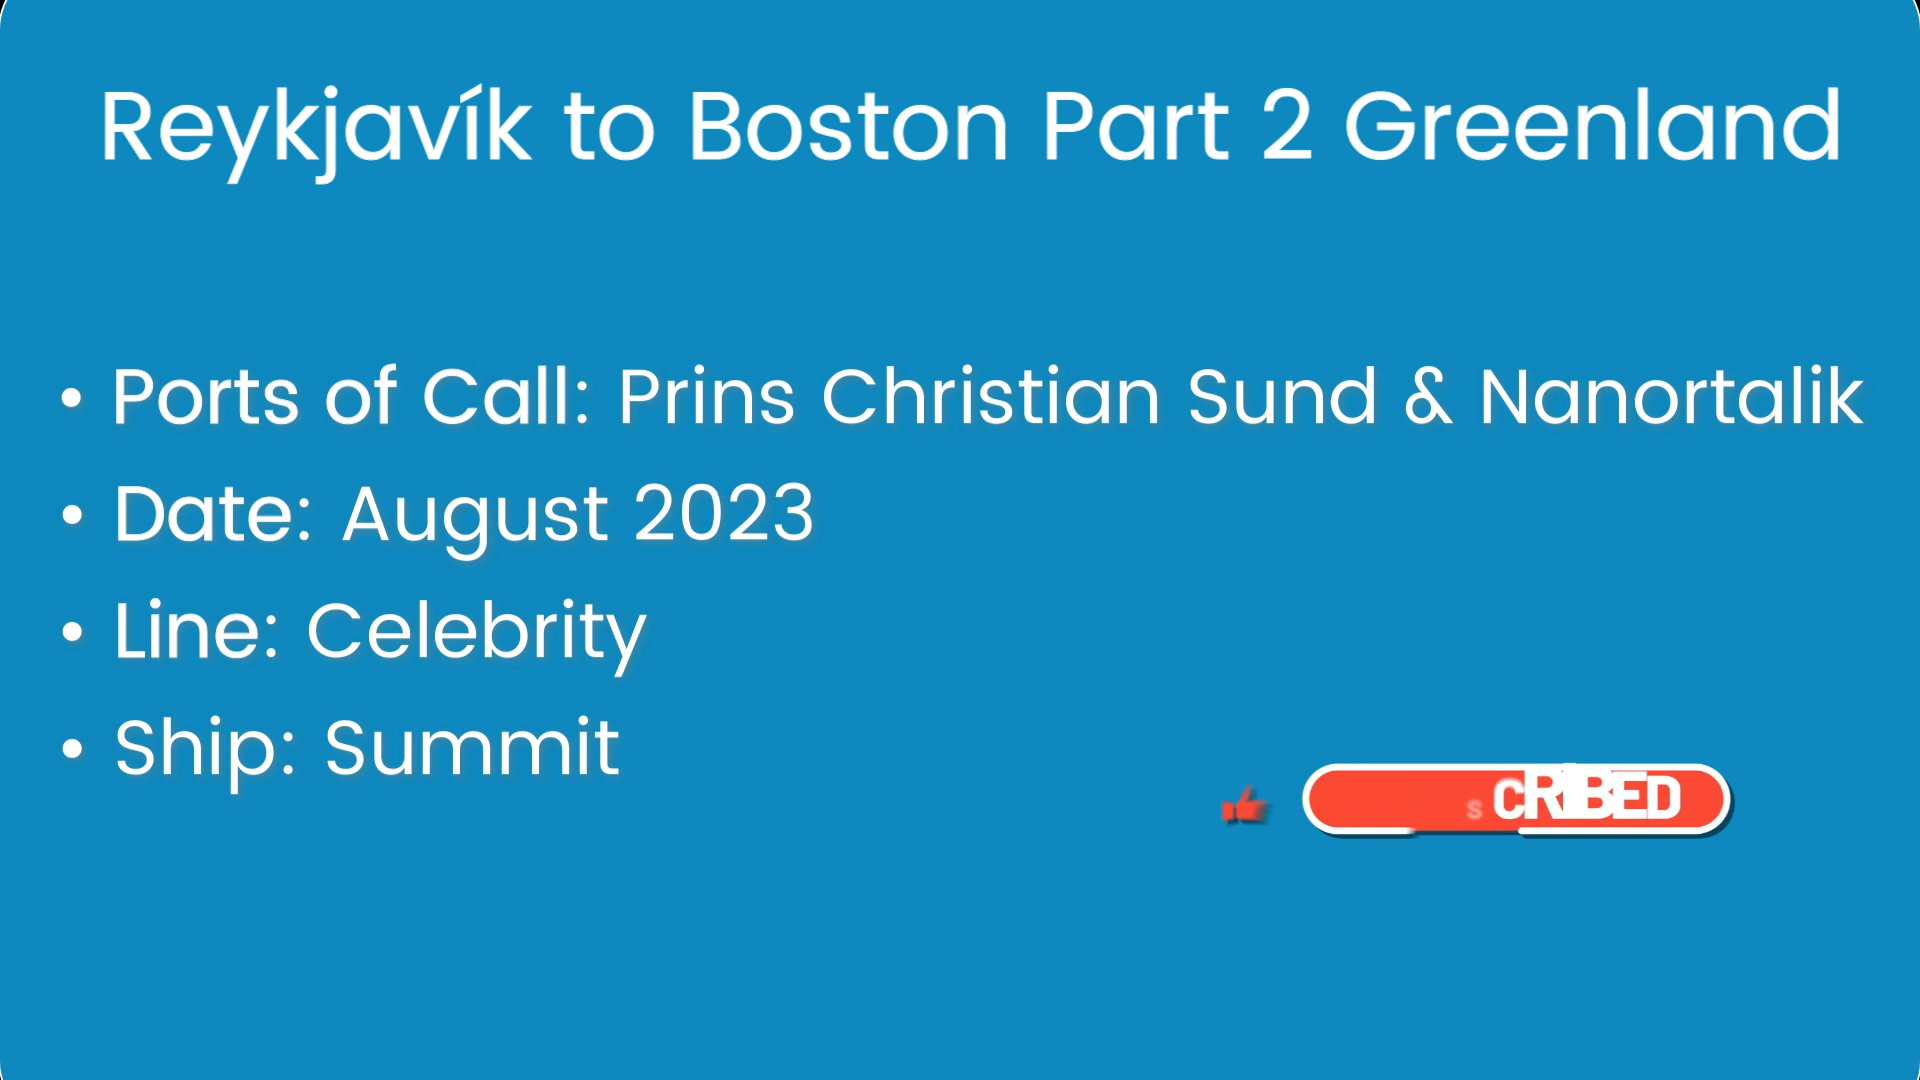 Reykjavík to Boston Part 2 Greenland
• Ports of Call: Prins Christian Sund & Nanortalik
• Date: August 2023
• Line: Celebrity
• Ship: Summit